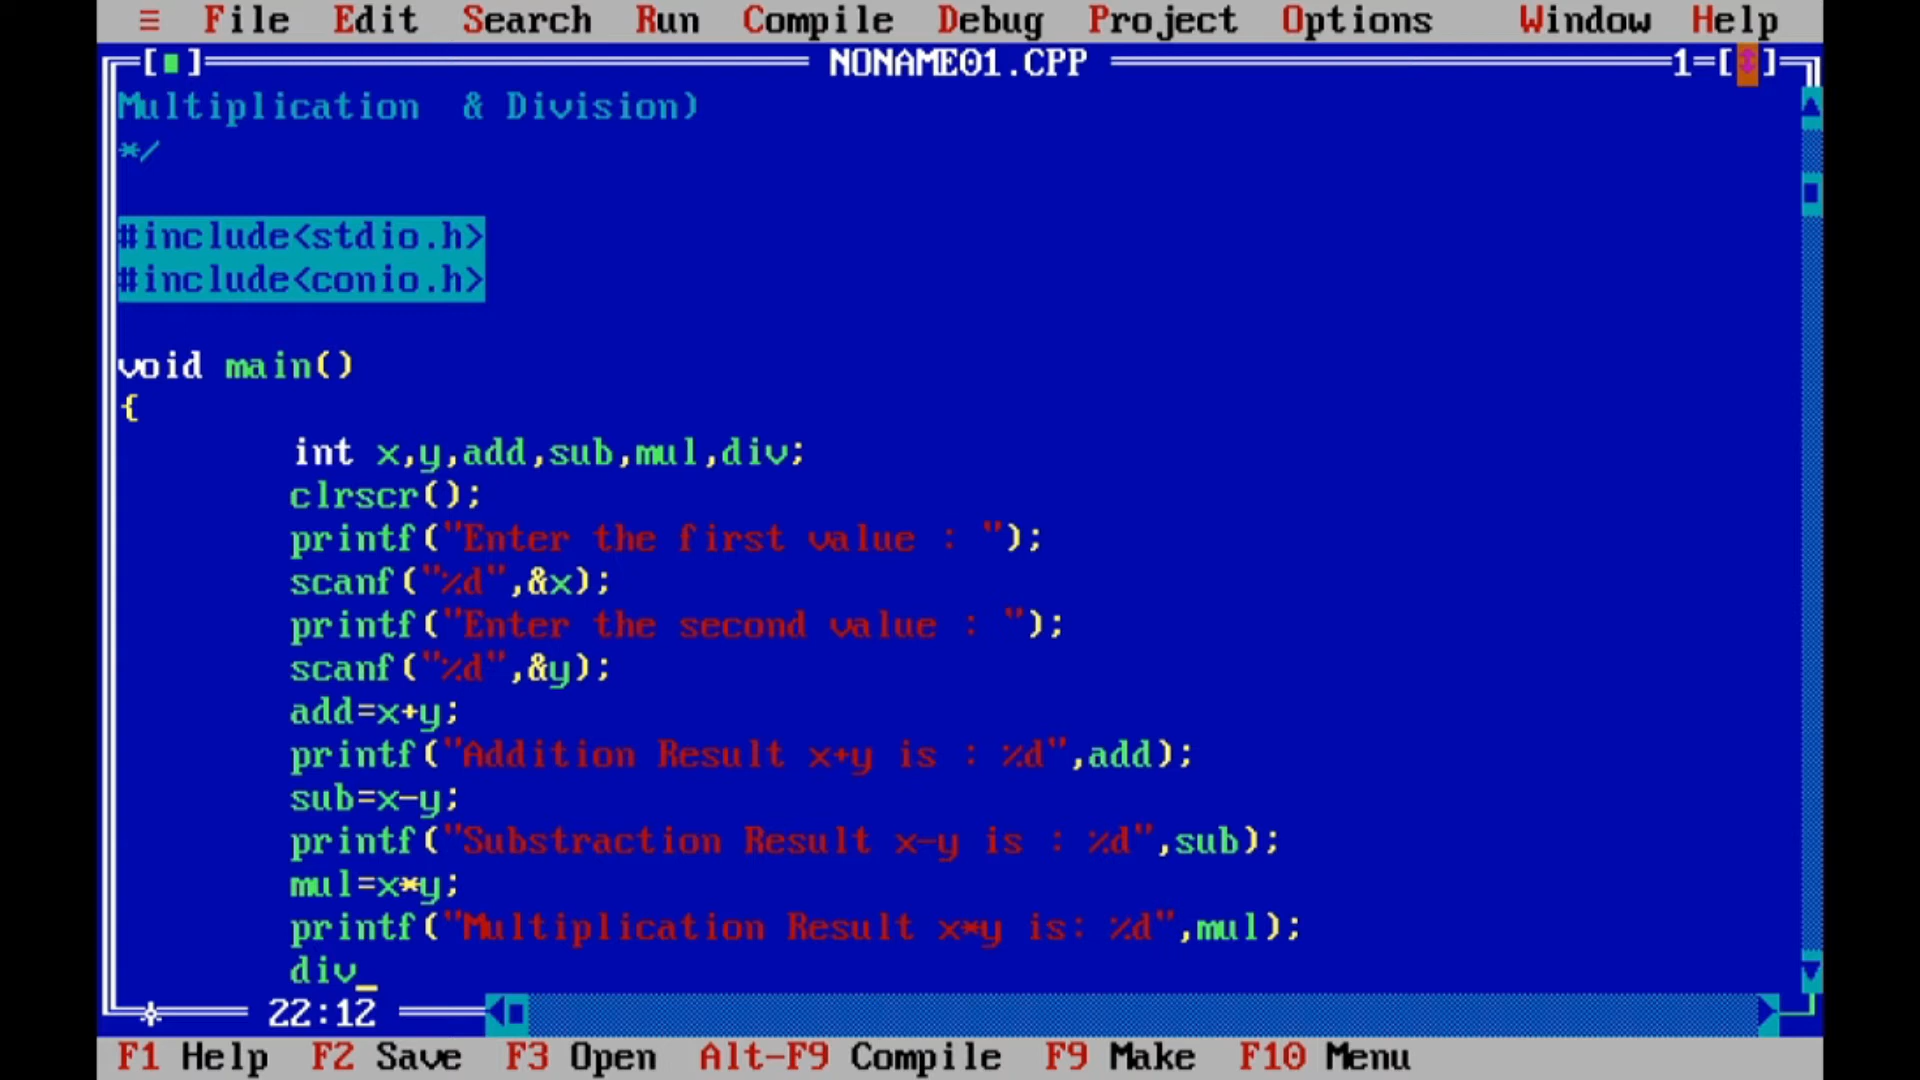 ≡ File Edit Search Run Compile Debug Project Options Window Help
[■] NONAME01.CPP 1=[↕]
Multiplication  & Division)
*/
#include<stdio.h>
#include<conio.h>
void main()
{
int x,y,add,sub,mul,div;
clrscr();
printf("Enter the first value : ");
scanf("%d",&x);
printf("Enter the second value : ");
scanf("%d",&y);
add=x+y;
printf("Addition Result x+y is : %d",add);
sub=x-y;
printf("Substraction Result x-y is : %d",sub);
mul=x*y;
printf("Multiplication Result x*y is: %d",mul);
div_
22:12
F1 Help F2 Save F3 Open Alt-F9 Compile F9 Make F10 Menu